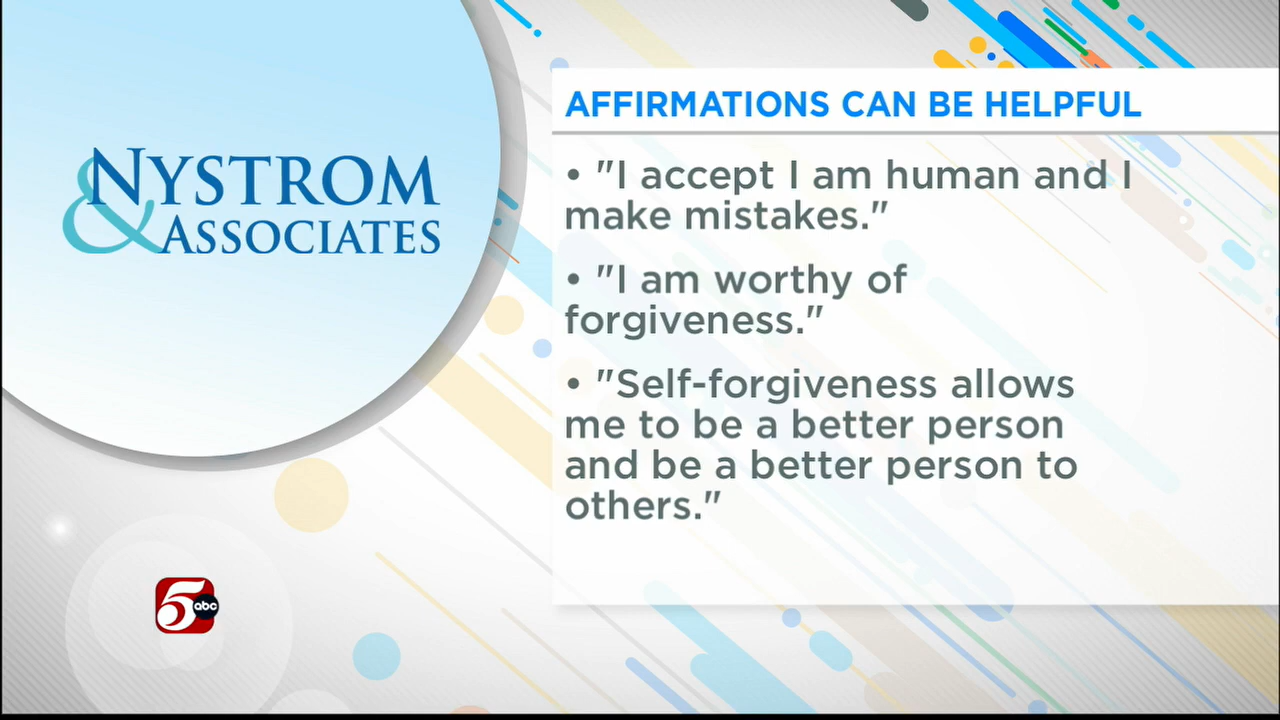 NYSTROM
& ASSOCIATES
AFFIRMATIONS CAN BE HELPFUL
• "I accept I am human and I
make mistakes."
• "I am worthy of
forgiveness."
• "Self-forgiveness allows
me to be a better person
and be a better person to
others."
5 abc